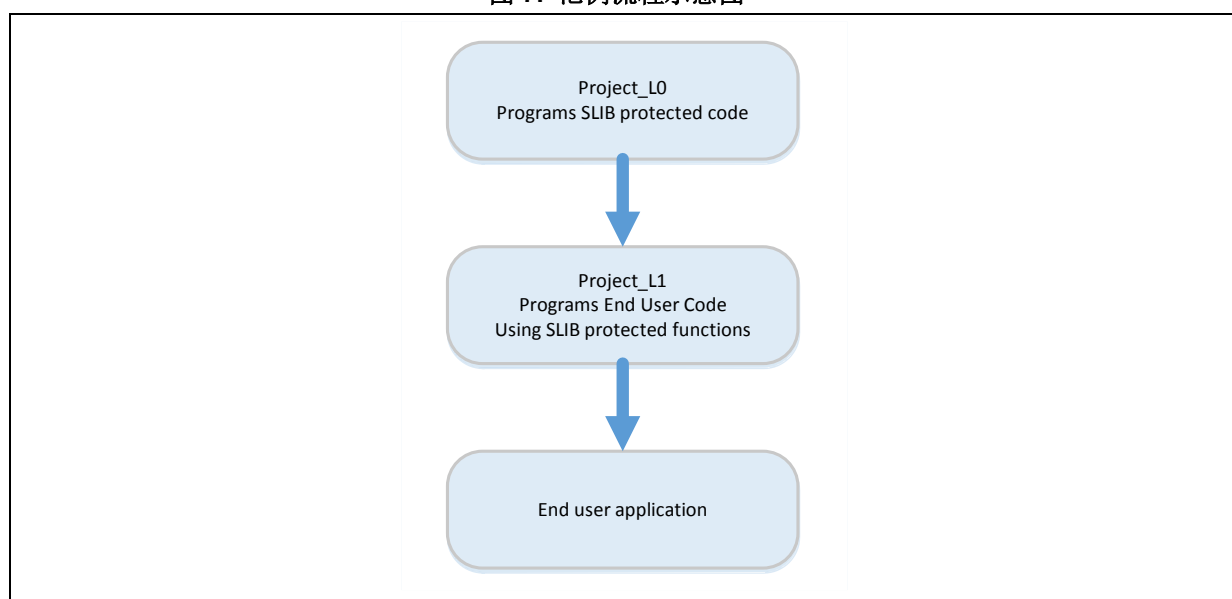 Project_L0
Programs SLIB protected code
Project_L1
Programs End User Code
Using SLIB protected functions
End user application